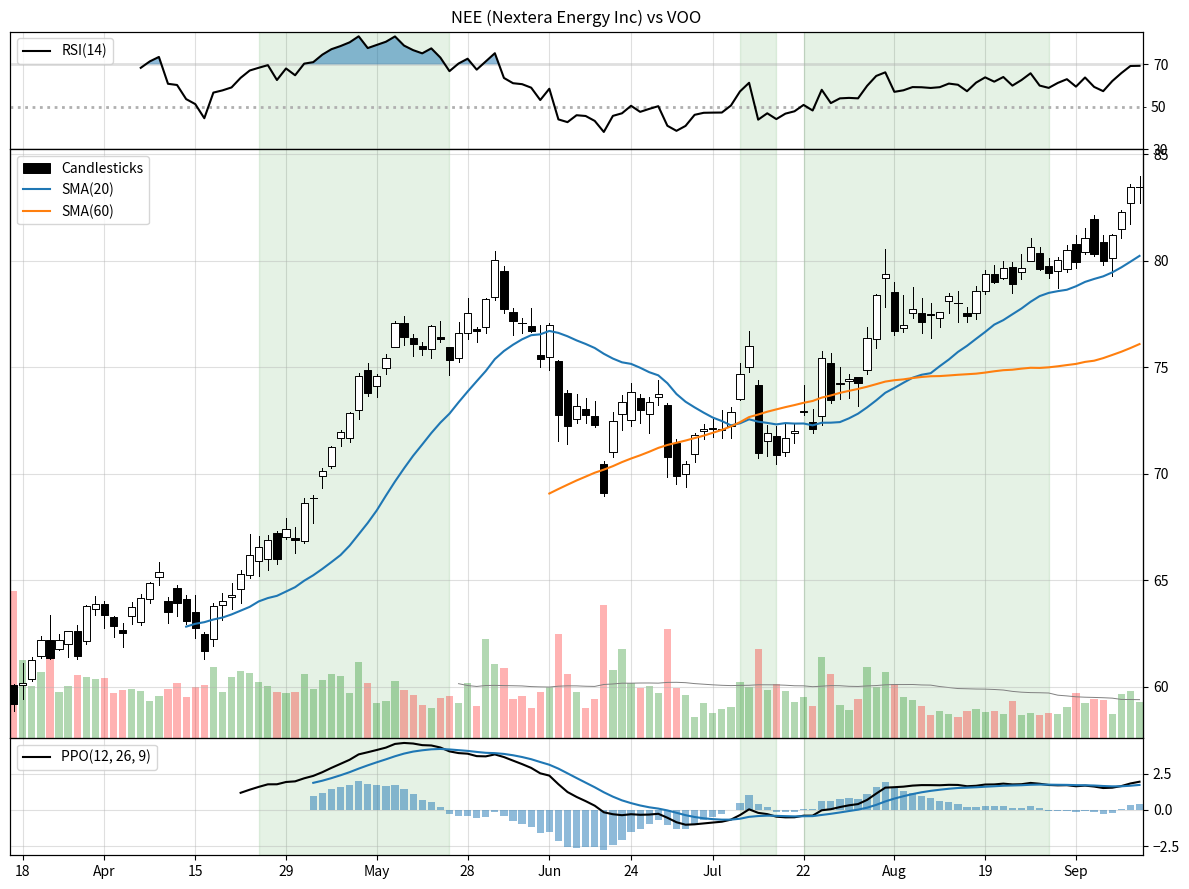 NEE (Nextera Energy Inc) vs VOO
RSI(14)
70
50
30
85
Candlesticks
SMA(20)
SMA(60)
80
75
70
65
60
PPO(12, 26, 9)
2.5
0.0
−2.5
18 Apr 15 29 May 28 Jun 24 Jul 22 Aug 19 Sep